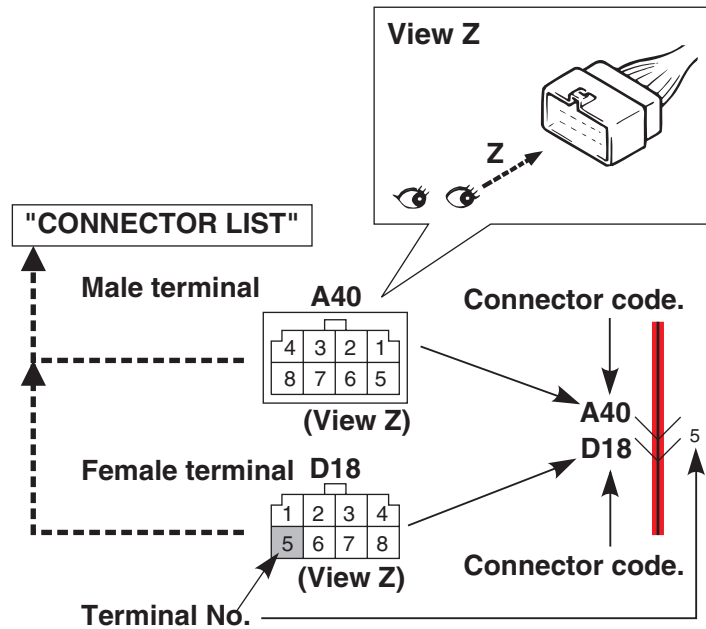 View Z
Z
"CONNECTOR LIST"
Male terminal
A40
Connector code.
4 3 2 1
8 7 6 5
(View Z)
A40
D18
5
Female terminal
D18
1 2 3 4
5 6 7 8
(View Z)
Connector code.
Terminal No.